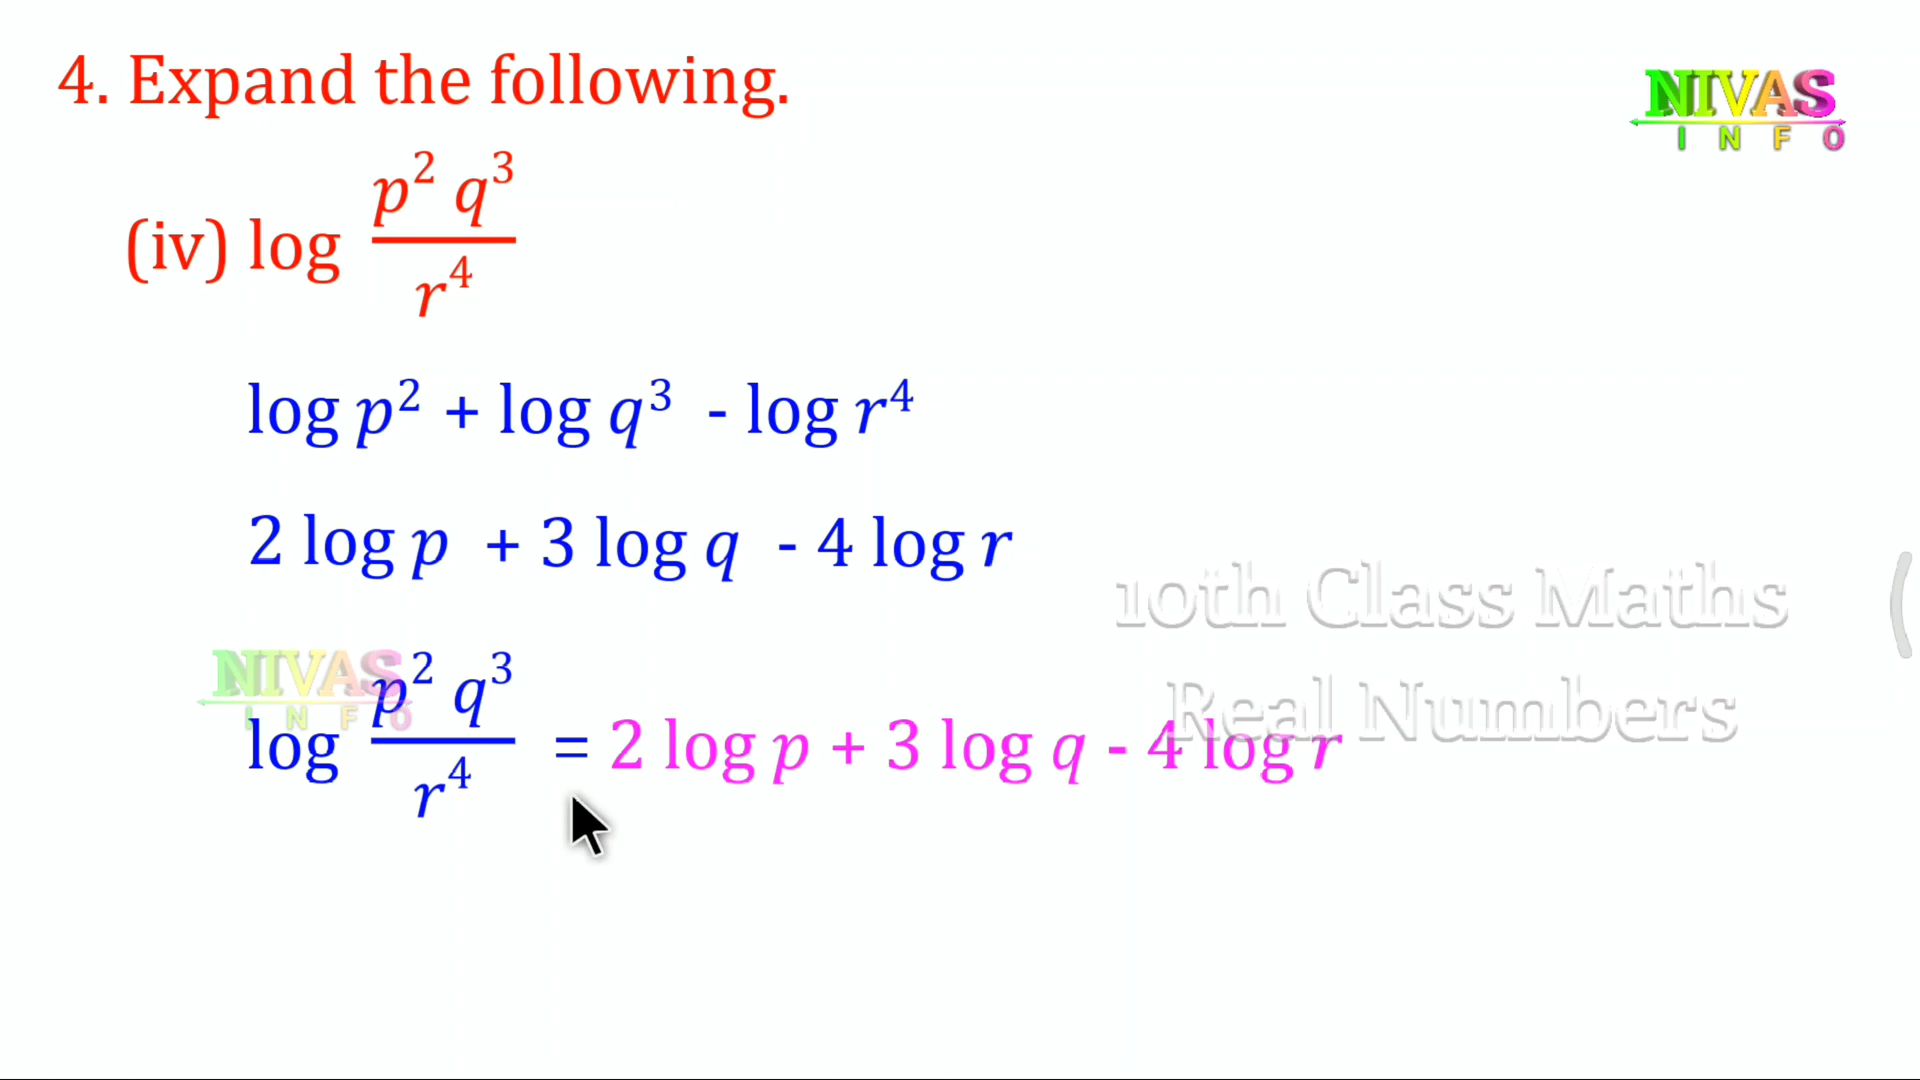 4. Expand the following.
NIVAS
INFO
(iv) log p² q³ / r⁴
log p² + log q³ - log r⁴
2 log p + 3 log q - 4 log r
10th Class Maths (
Real Numbers
NIVAS
INFO
log p² q³ / r⁴ = 2 log p + 3 log q - 4 log r